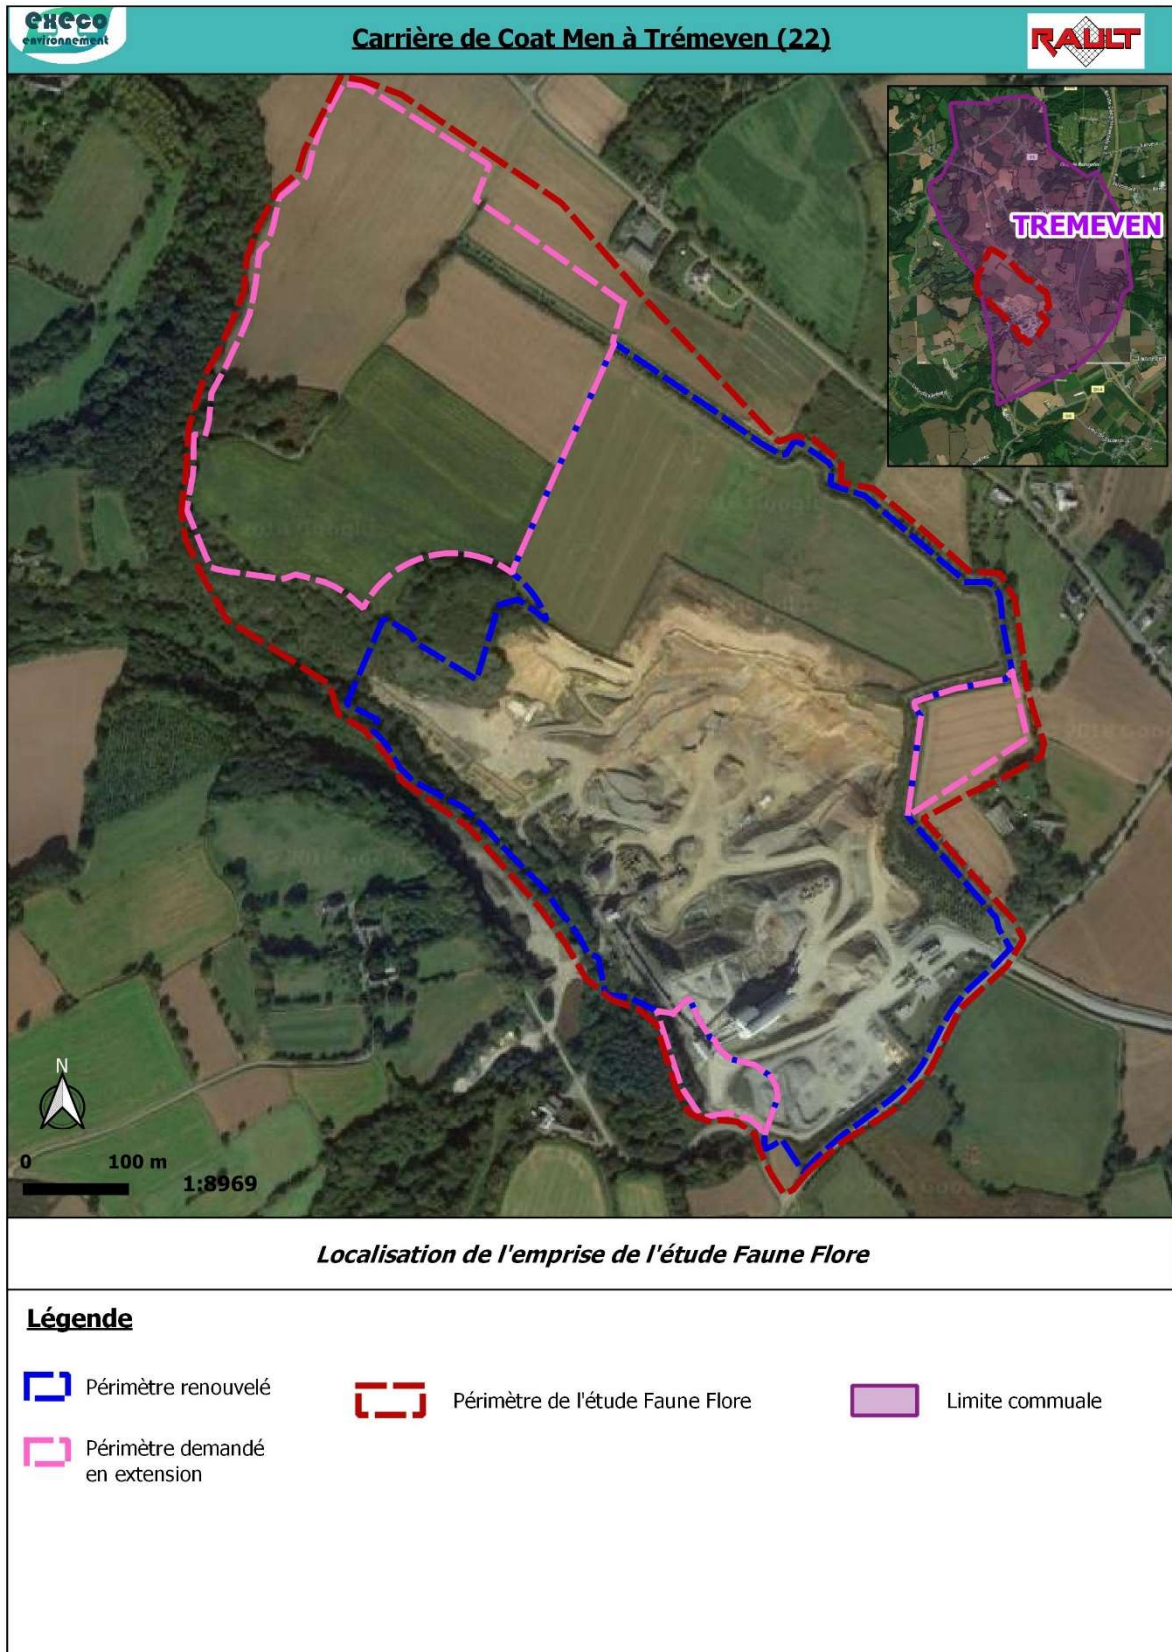 execo
environnement
Carrière de Coat Men à Trémeven (22)
RAULT
TREMEVEN
N
0 100 m
1:8969
Localisation de l'emprise de l'étude Faune Flore
Légende
Périmètre renouvelé
Périmètre de l'étude Faune Flore
Limite commuale
Périmètre demandé
en extension